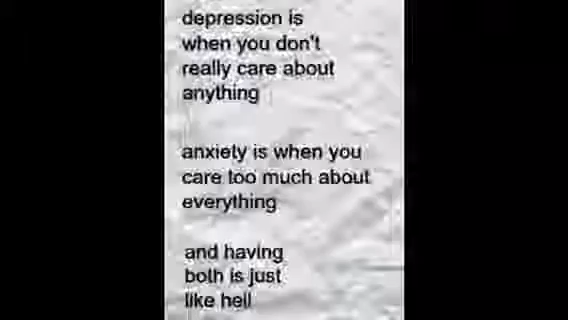 depression is
when you don't
really care about
anything
anxiety is when you
care too much about
everything
and having
both is just
like hell